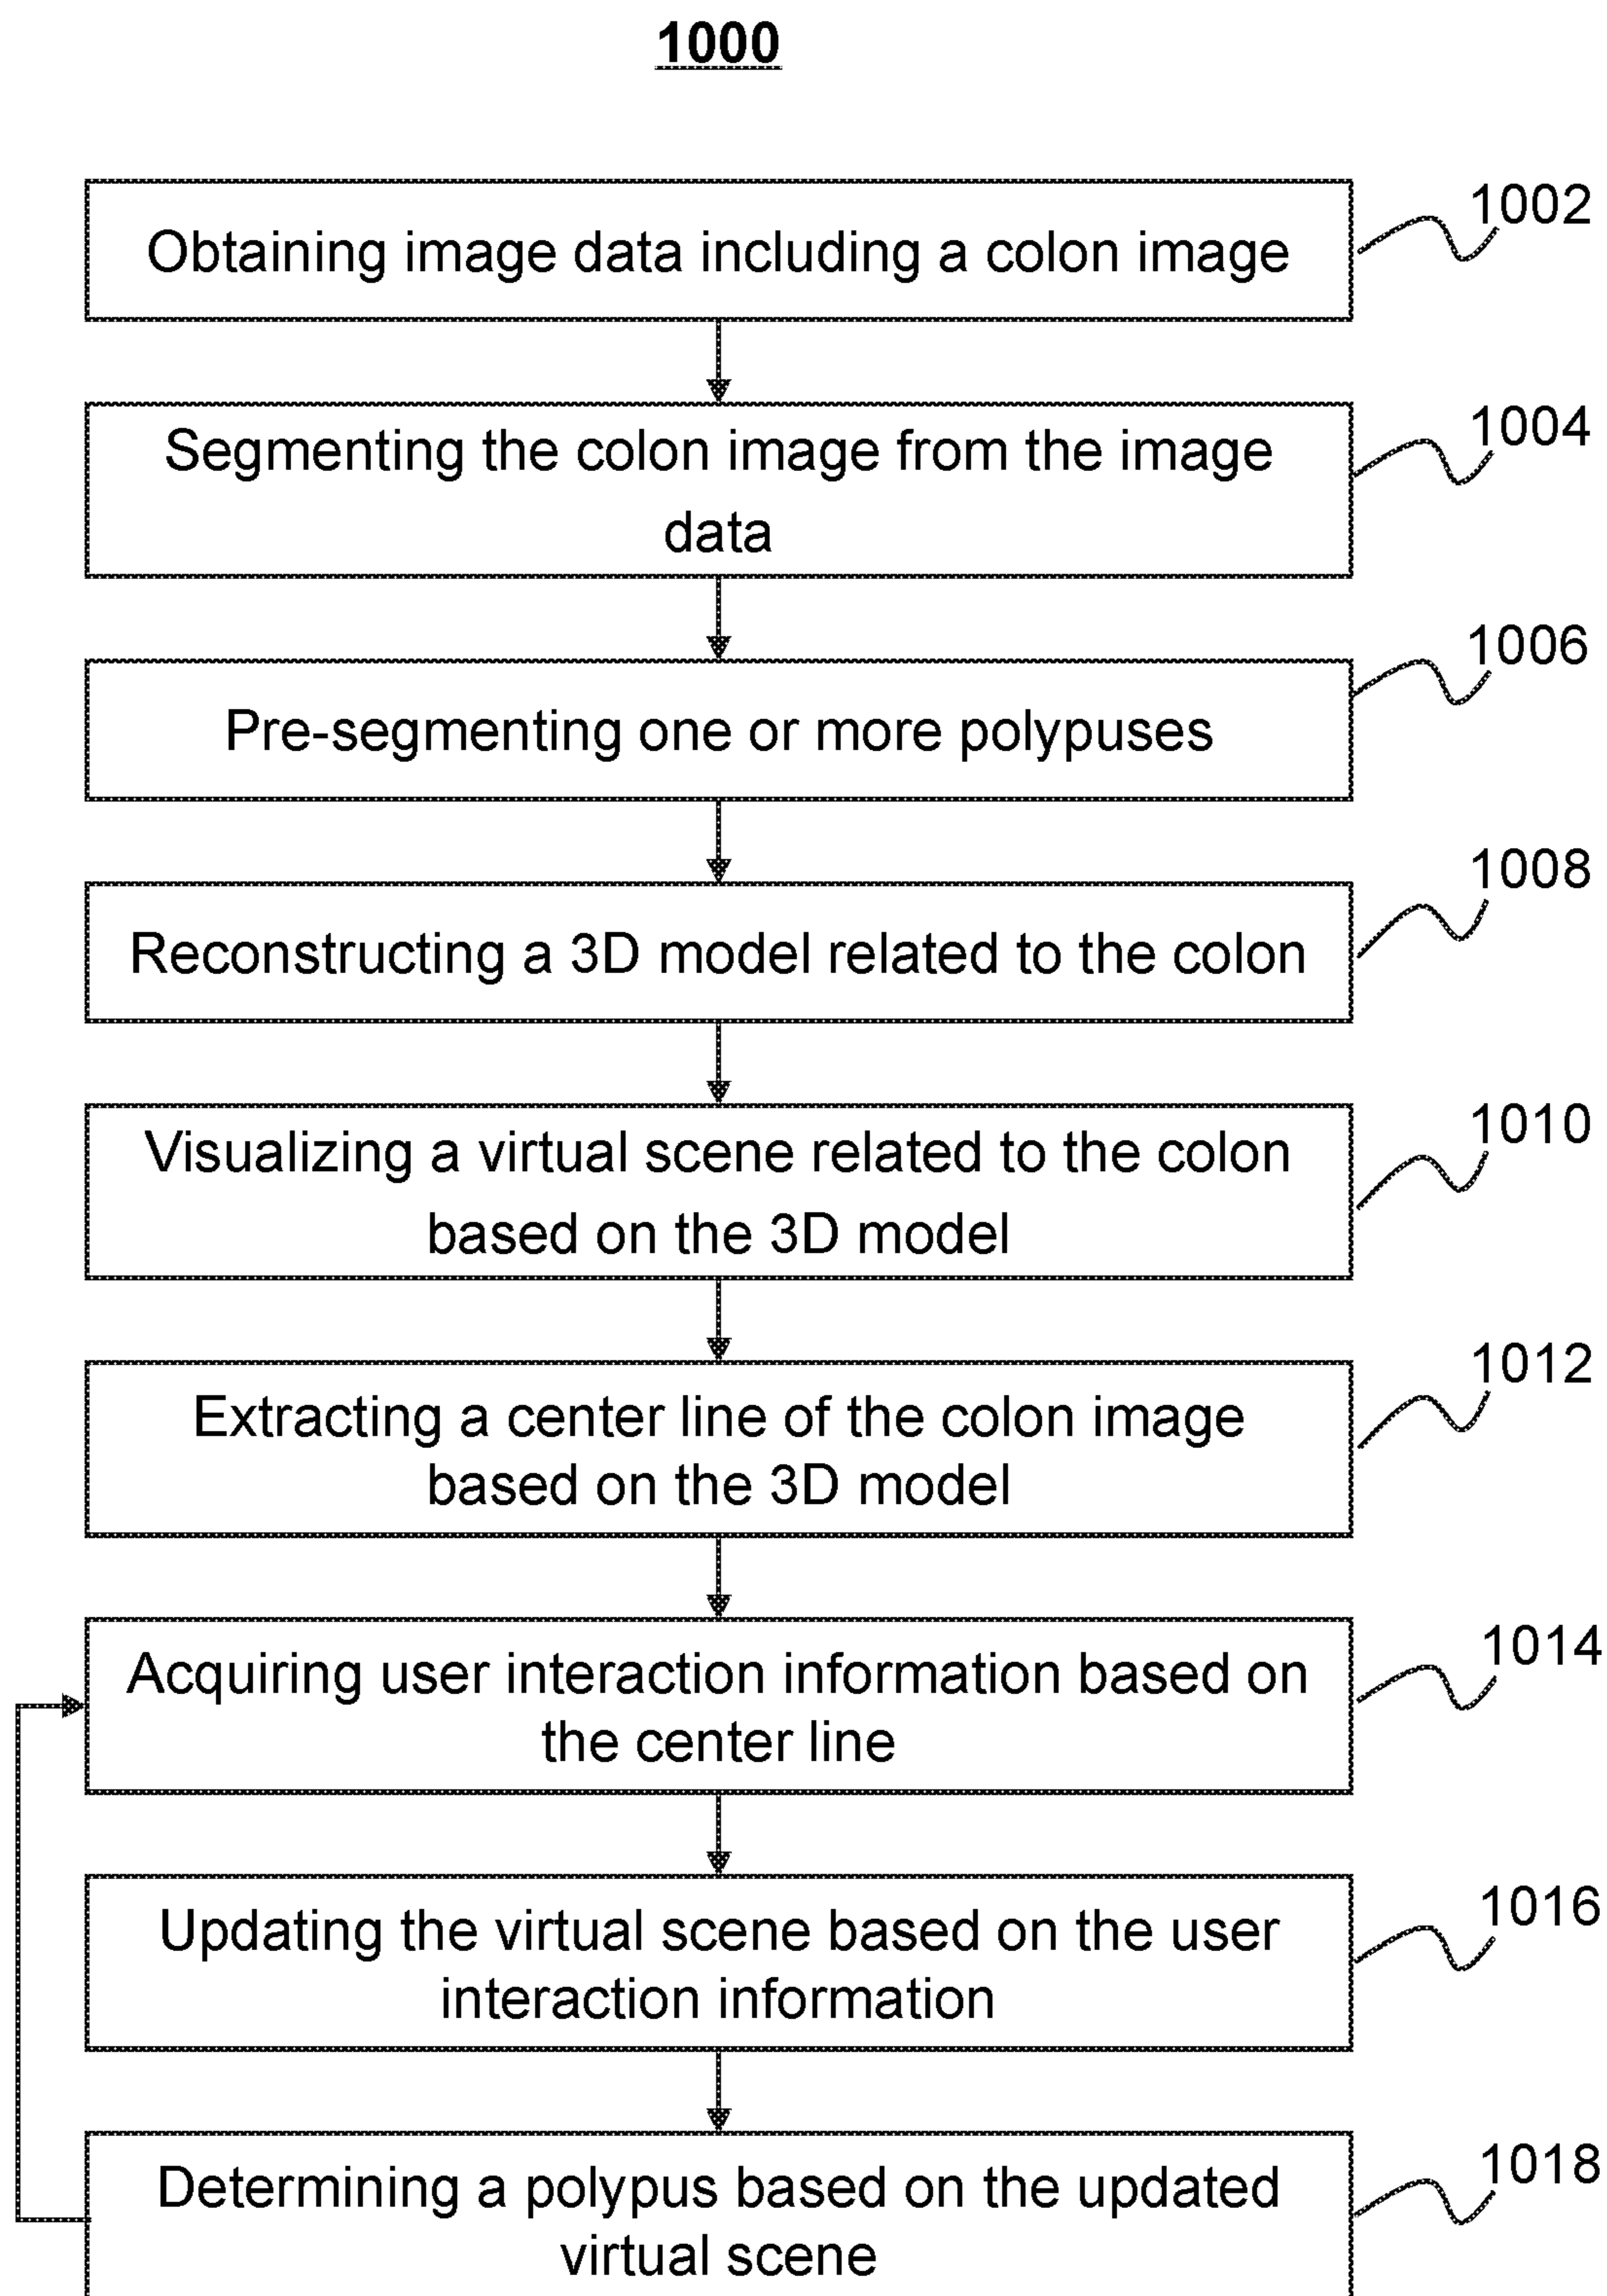 1000
Obtaining image data including a colon image
1002
Segmenting the colon image from the image
data
1004
Pre-segmenting one or more polypuses
1006
Reconstructing a 3D model related to the colon
1008
Visualizing a virtual scene related to the colon
based on the 3D model
1010
Extracting a center line of the colon image
based on the 3D model
1012
Acquiring user interaction information based on
the center line
1014
Updating the virtual scene based on the user
interaction information
1016
Determining a polypus based on the updated
virtual scene
1018